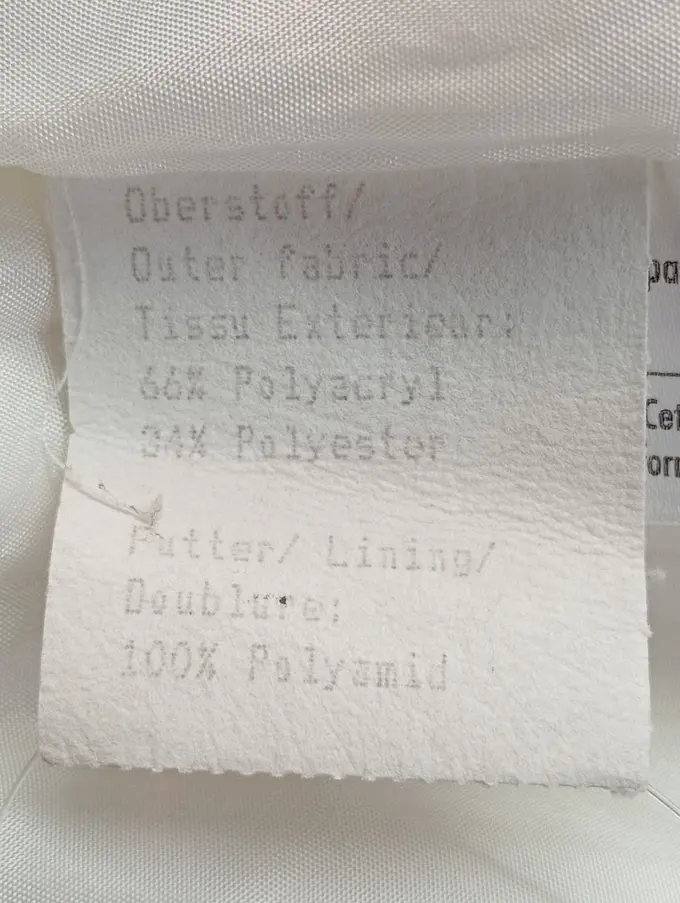 Oberstoff/
Outer fabric/
Tissu Exterieur:
66% Polyacryl
34% Polyester
Futter/ Lining/
Doublure:
100% Polyamid